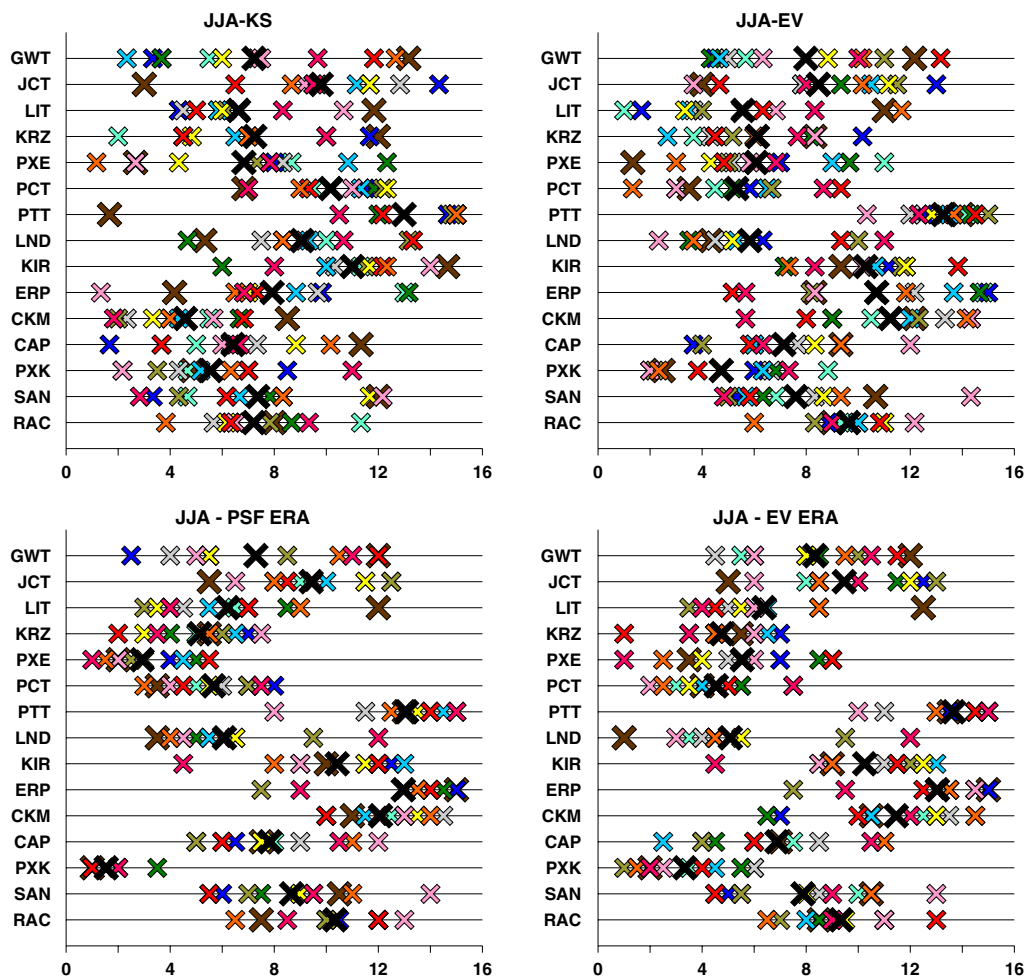 JJA-KS
GWT
JCT
LIT
KRZ
PXE
PCT
PTT
LND
KIR
ERP
CKM
CAP
PXK
SAN
RAC
0 4 8 12 16
JJA-EV
GWT
JCT
LIT
KRZ
PXE
PCT
PTT
LND
KIR
ERP
CKM
CAP
PXK
SAN
RAC
0 4 8 12 16
JJA - PSF ERA
GWT
JCT
LIT
KRZ
PXE
PCT
PTT
LND
KIR
ERP
CKM
CAP
PXK
SAN
RAC
0 4 8 12 16
JJA - EV ERA
GWT
JCT
LIT
KRZ
PXE
PCT
PTT
LND
KIR
ERP
CKM
CAP
PXK
SAN
RAC
0 4 8 12 16